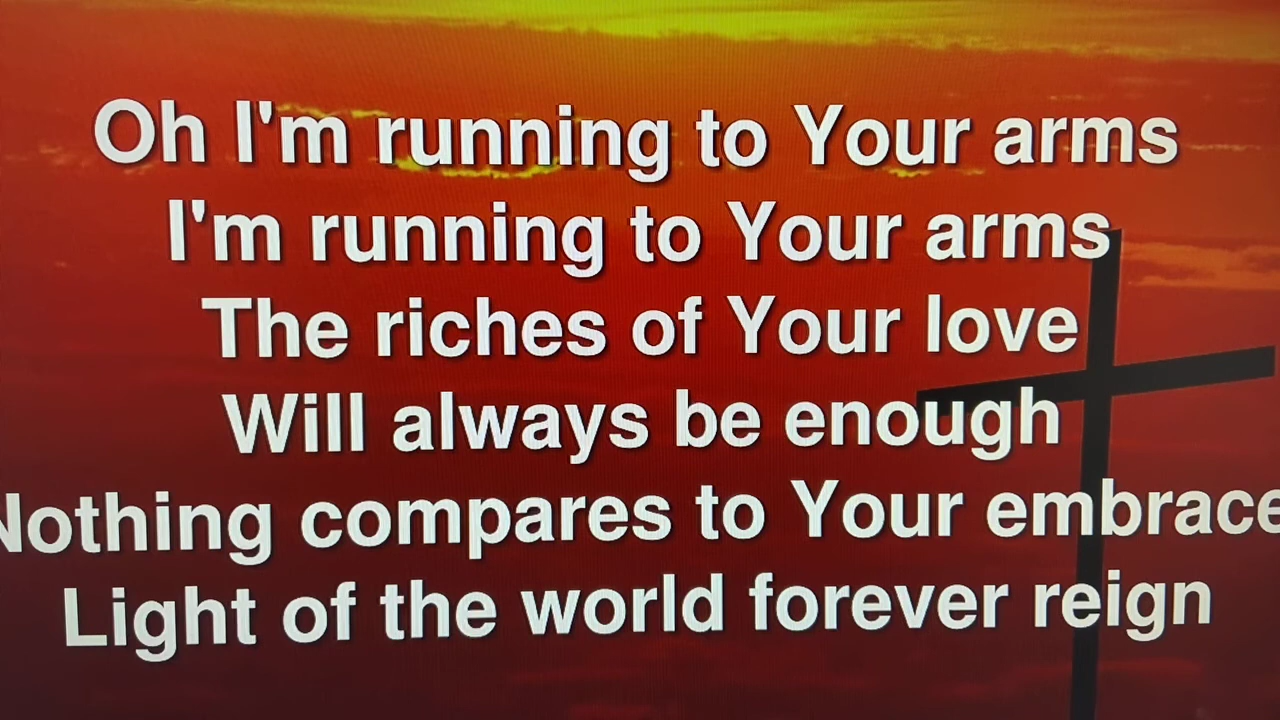 Oh I'm running to Your arms
I'm running to Your arms
The riches of Your love
Will always be enough
Nothing compares to Your embrace
Light of the world forever reign